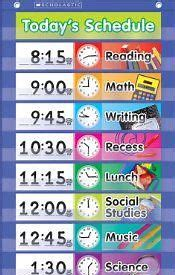 SCHOLASTIC
Today's Schedule
8:15 Reading
9:00 Math
9:45 Writing
10:30 Recess
11:15 Lunch
12:00 Social
Studies
12:45 Music
1:30 Science